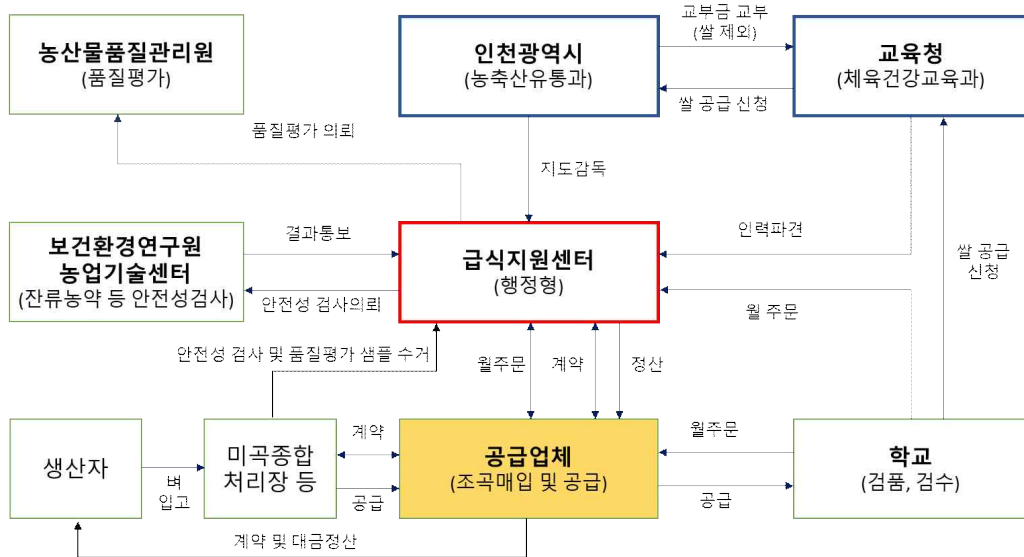 교부금 교부
(쌀 제외)
농산물품질관리원
(품질평가)
인천광역시
(농축산유통과)
교육청
(체육건강교육과)
쌀 공급 신청
품질평가 의뢰
지도감독
보건환경연구원
농업기술센터
(잔류농약 등 안전성검사)
결과통보
안전성 검사의뢰
급식지원센터
(행정형)
인력파견
월 주문
쌀 공급
신청
안전성 검사 및 품질평가 샘플 수거
월주문
계약
정산
생산자
벼
입고
미곡종합
처리장 등
계약
공급
공급업체
(조곡매입 및 공급)
월주문
공급
학교
(검품, 검수)
계약 및 대금정산